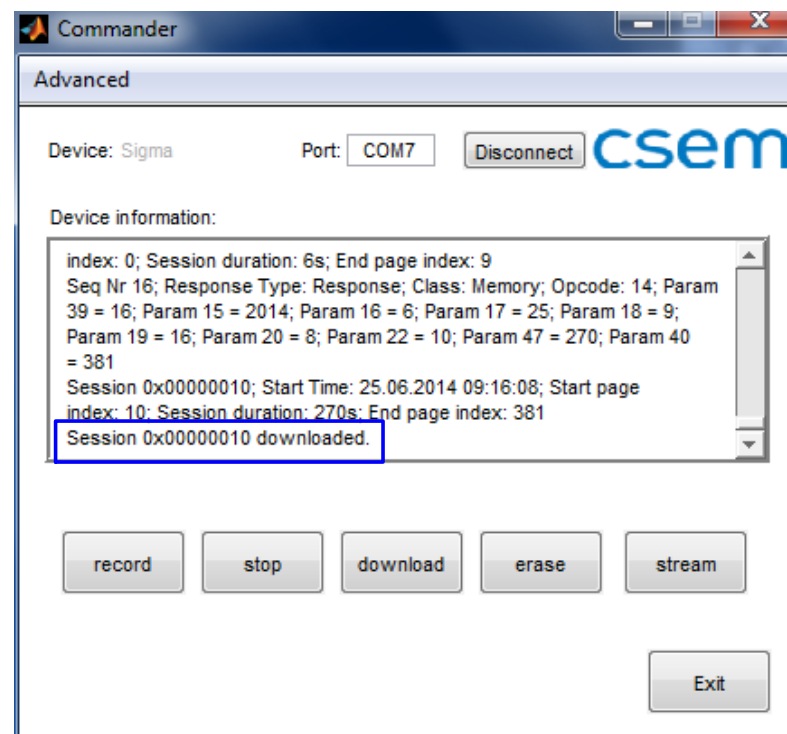 Commander
Advanced
Device: Sigma Port: COM7 Disconnect csem
Device information:
index: 0; Session duration: 6s; End page index: 9
Seq Nr 16; Response Type: Response; Class: Memory; Opcode: 14; Param
39 = 16; Param 15 = 2014; Param 16 = 6; Param 17 = 25; Param 18 = 9;
Param 19 = 16; Param 20 = 8; Param 22 = 10; Param 47 = 270; Param 40
= 381
Session 0x00000010; Start Time: 25.06.2014 09:16:08; Start page
index: 10; Session duration: 270s; End page index: 381
Session 0x00000010 downloaded.
record stop download erase stream
Exit